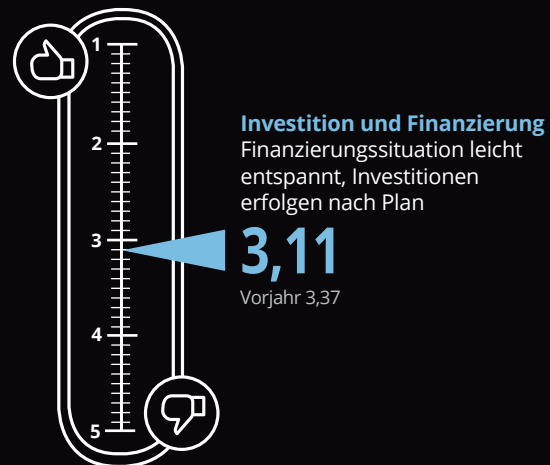 1
2
3
4
5
Investition und Finanzierung
Finanzierungssituation leicht
entspannt, Investitionen
erfolgen nach Plan
3,11
Vorjahr 3,37